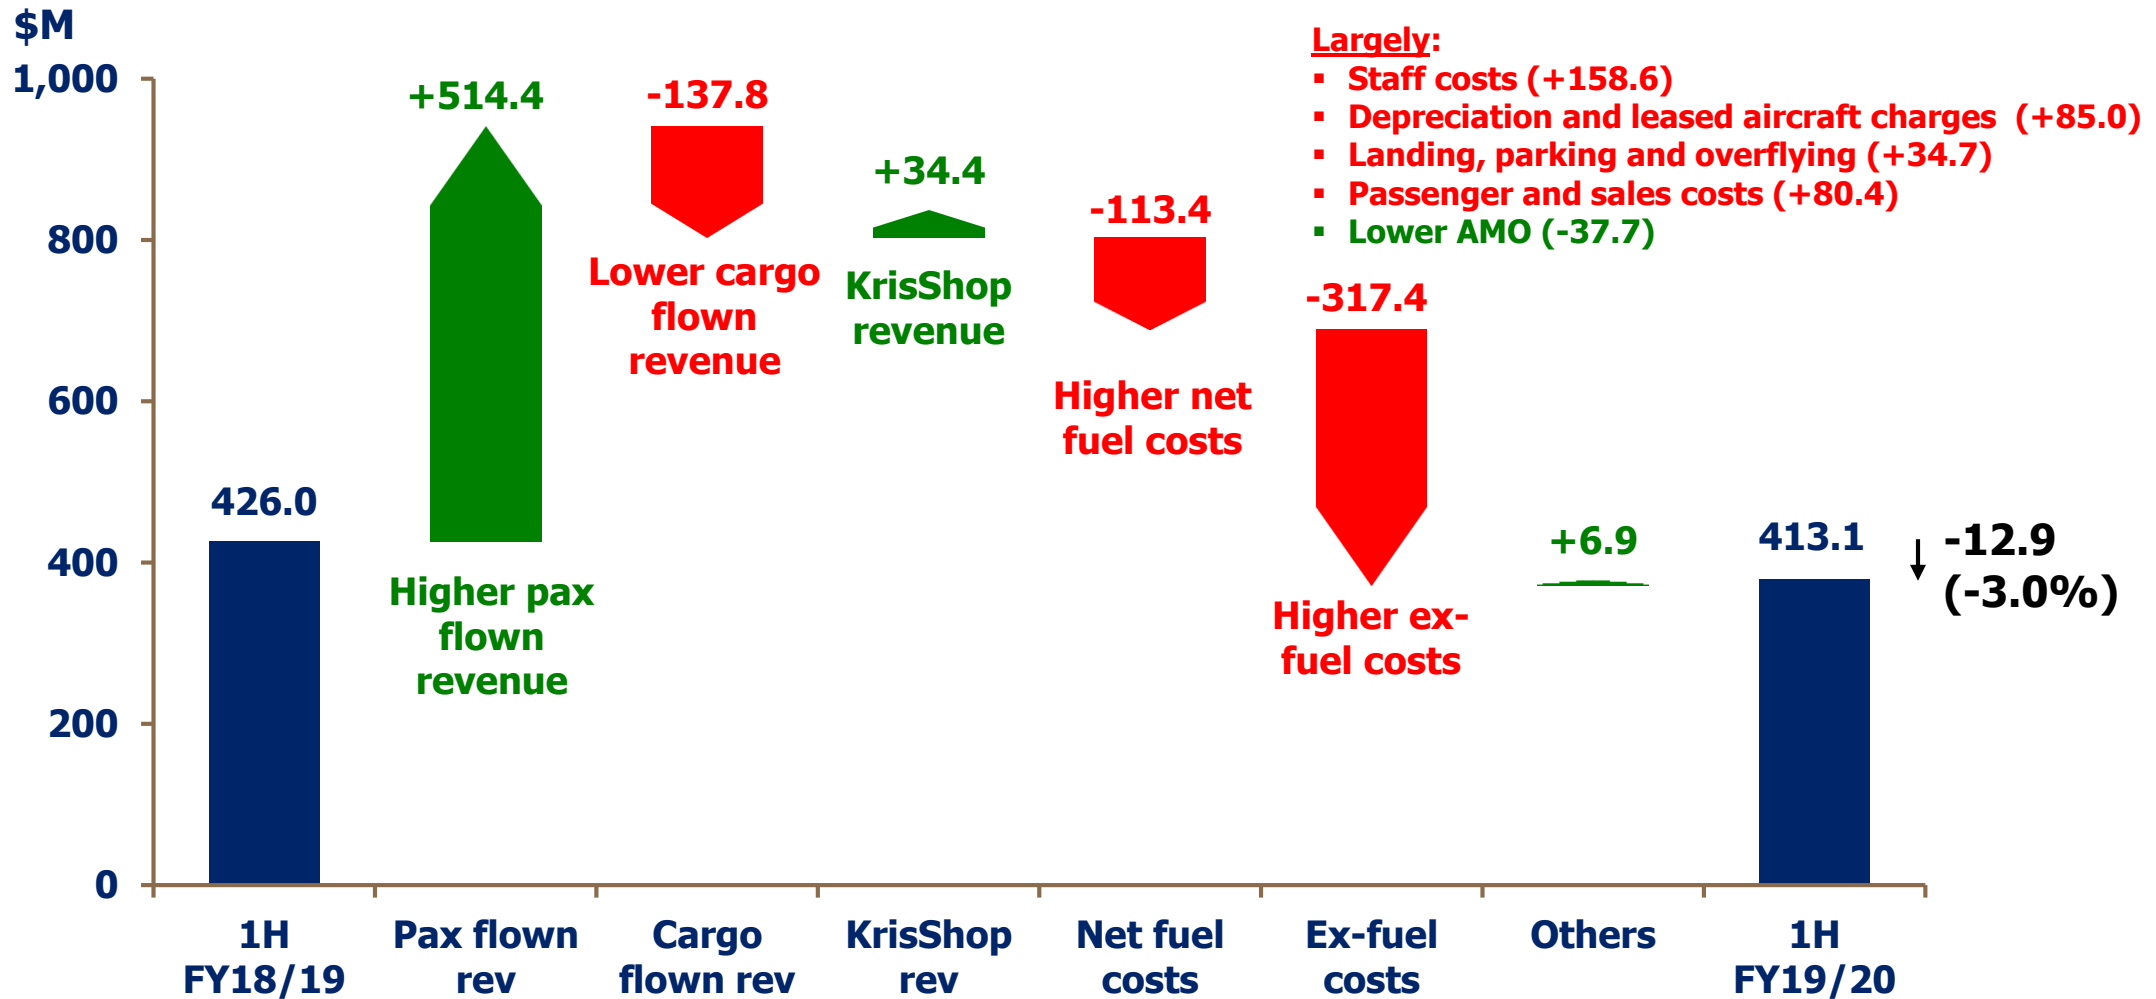 $M
1,000
800
600
400
200
0
426.0
+514.4
Higher pax
flown
revenue
-137.8
Lower cargo
flown
revenue
+34.4
KrisShop
revenue
-113.4
Higher net
fuel costs
Largely:
▪ Staff costs (+158.6)
▪ Depreciation and leased aircraft charges (+85.0)
▪ Landing, parking and overflying (+34.7)
▪ Passenger and sales costs (+80.4)
▪ Lower AMO (-37.7)
-317.4
Higher ex-
fuel costs
+6.9
413.1
-12.9
(-3.0%)
1H
FY18/19
Pax flown
rev
Cargo
flown rev
KrisShop
rev
Net fuel
costs
Ex-fuel
costs
Others
1H
FY19/20